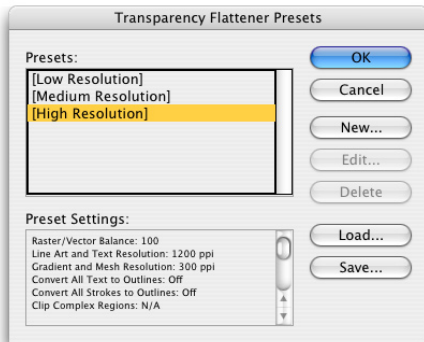 Transparency Flattener Presets
Presets:
[Low Resolution]
[Medium Resolution]
[High Resolution]
OK
Cancel
New...
Edit...
Delete
Preset Settings:
Raster/Vector Balance: 100
Line Art and Text Resolution: 1200 ppi
Gradient and Mesh Resolution: 300 ppi
Convert All Text to Outlines: Off
Convert All Strokes to Outlines: Off
Clip Complex Regions: N/A
Load...
Save...